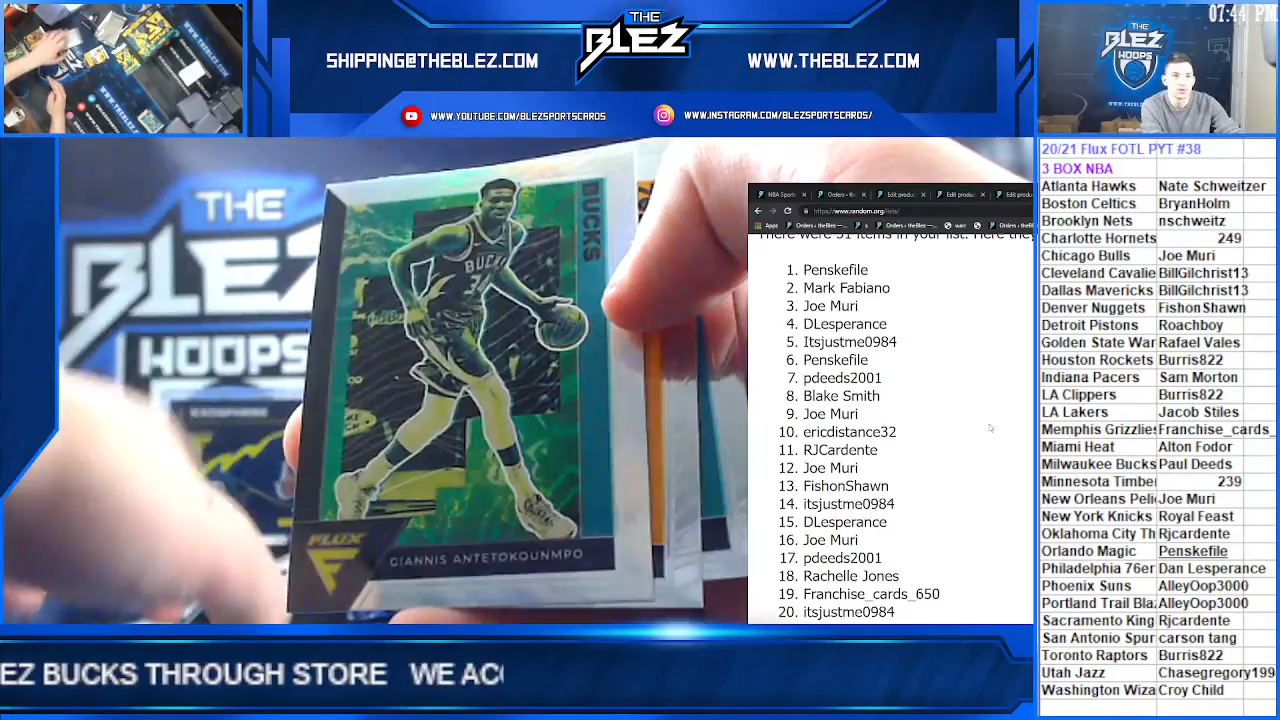 THE
BLEZ
HOOPS
07:44 PM
THE
BLEZ
SHIPPING@THEBLEZ.COM
WWW.THEBLEZ.COM
WWW.YOUTUBE.COM/BLEZSPORTSCARDS
WWW.INSTAGRAM.COM/BLEZSPORTSCARDS/
THE
BLEZ
HOOPS
BUCKS
BUCKS
FLUX
GIANNIS ANTETOKOUNMPO
https://www.random.org/lists/
1. Penskefile
2. Mark Fabiano
3. Joe Muri
4. DLesperance
5. Itsjustme0984
6. Penskefile
7. pdeeds2001
8. Blake Smith
9. Joe Muri
10. ericdistance32
11. RJCardente
12. Joe Muri
13. FishonShawn
14. itsjustme0984
15. DLesperance
16. Joe Muri
17. pdeeds2001
18. Rachelle Jones
19. Franchise_cards_650
20. itsjustme0984
20/21 Flux FOTL PYT #38
3 BOX NBA
Atlanta Hawks Nate Schweitzer
Boston Celtics BryanHolm
Brooklyn Nets nschweitz
Charlotte Hornets 249
Chicago Bulls Joe Muri
Cleveland Cavalie BillGilchrist13
Dallas Mavericks BillGilchrist13
Denver Nuggets FishonShawn
Detroit Pistons Roachboy
Golden State War Rafael Vales
Houston Rockets Burris822
Indiana Pacers Sam Morton
LA Clippers Burris822
LA Lakers Jacob Stiles
Memphis Grizzlies Franchise_cards_
Miami Heat Alton Fodor
Milwaukee Bucks Paul Deeds
Minnesota Timber 239
New Orleans Peli Joe Muri
New York Knicks Royal Feast
Oklahoma City Th Rjcardente
Orlando Magic Penskefile
Philadelphia 76er Dan Lesperance
Phoenix Suns AlleyOop3000
Portland Trail Bla AlleyOop3000
Sacramento King Rjcardente
San Antonio Spur carson tang
Toronto Raptors Burris822
Utah Jazz Chasegregory199
Washington Wiza Croy Child
EZ BUCKS THROUGH STORE WE ACC